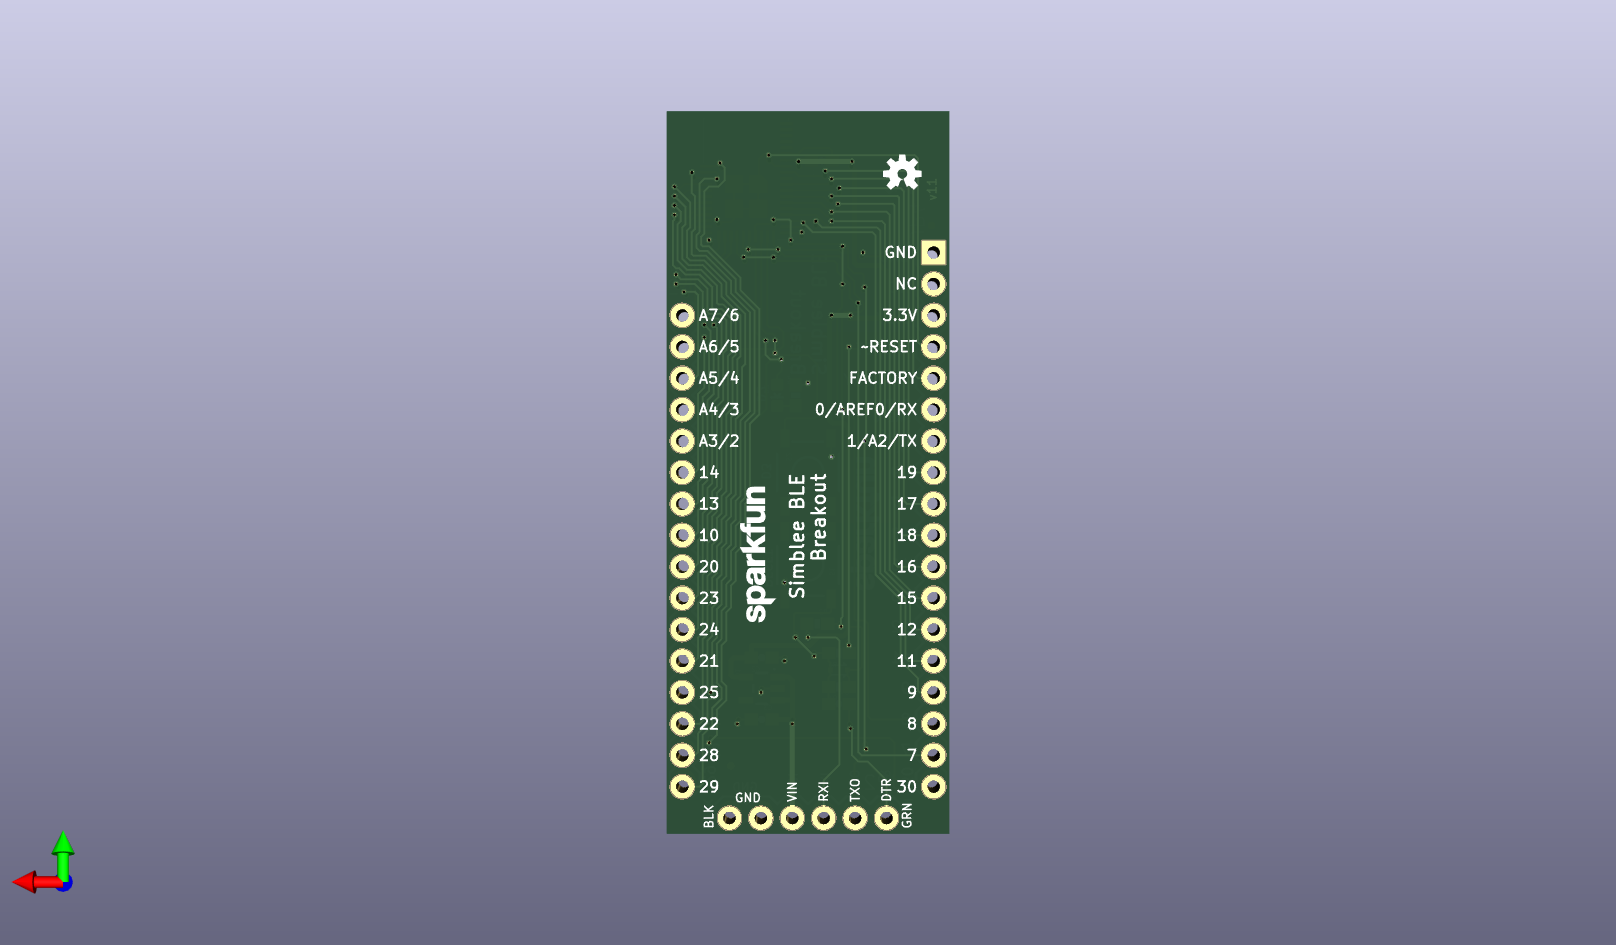 v11
GND
NC
A7/6 3.3V
A6/5 ~RESET
A5/4 FACTORY
A4/3 0/AREF0/RX
A3/2 1/A2/TX
14 19
13 17
10 18
20 16
23 15
24 12
21 11
25 9
22 8
28 7
29 30
sparkfun
Simblee BLE
Breakout
BLK
GND
VIN
RXI
TXO
DTR
GRN